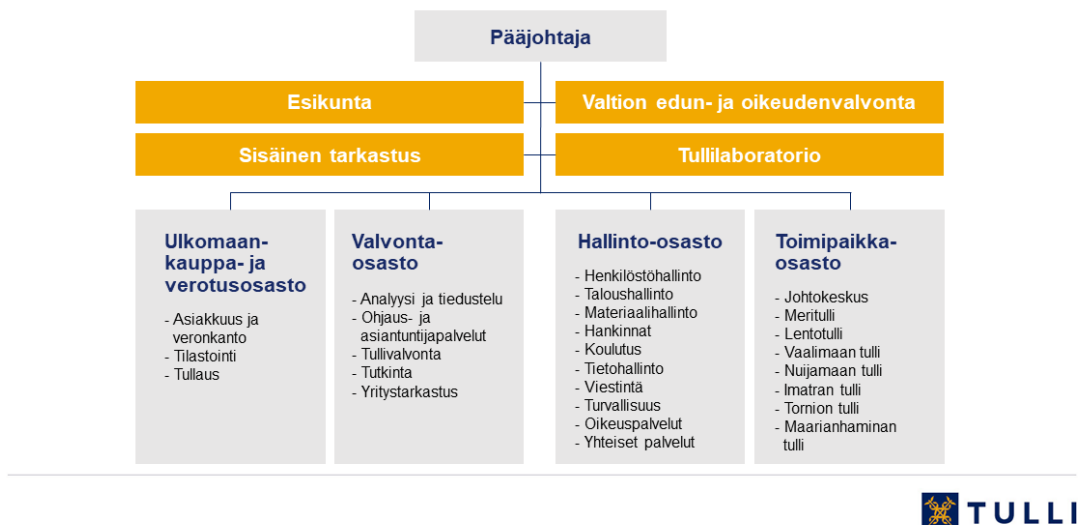 Pääjohtaja
Esikunta
Valtion edun- ja oikeudenvalvonta
Sisäinen tarkastus
Tullilaboratorio
Ulkomaan-
kauppa- ja
verotusosasto
- Asiakkuus ja
veronkanto
- Tilastointi
- Tullaus
Valvonta-
osasto
- Analyysi ja tiedustelu
- Ohjaus- ja
asiantuntijapalvelut
- Tullivalvonta
- Tutkinta
- Yritystarkastus
Hallinto-osasto
- Henkilöstöhallinto
- Taloushallinto
- Materiaalihallinto
- Hankinnat
- Koulutus
- Tietohallinto
- Viestintä
- Turvallisuus
- Oikeuspalvelut
- Yhteiset palvelut
Toimipaikka-
osasto
- Johtokeskus
- Meritulli
- Lentotulli
- Vaalimaan tulli
- Nuijamaan tulli
- Imatran tulli
- Tornion tulli
- Maarianhaminan
tulli
TULLI